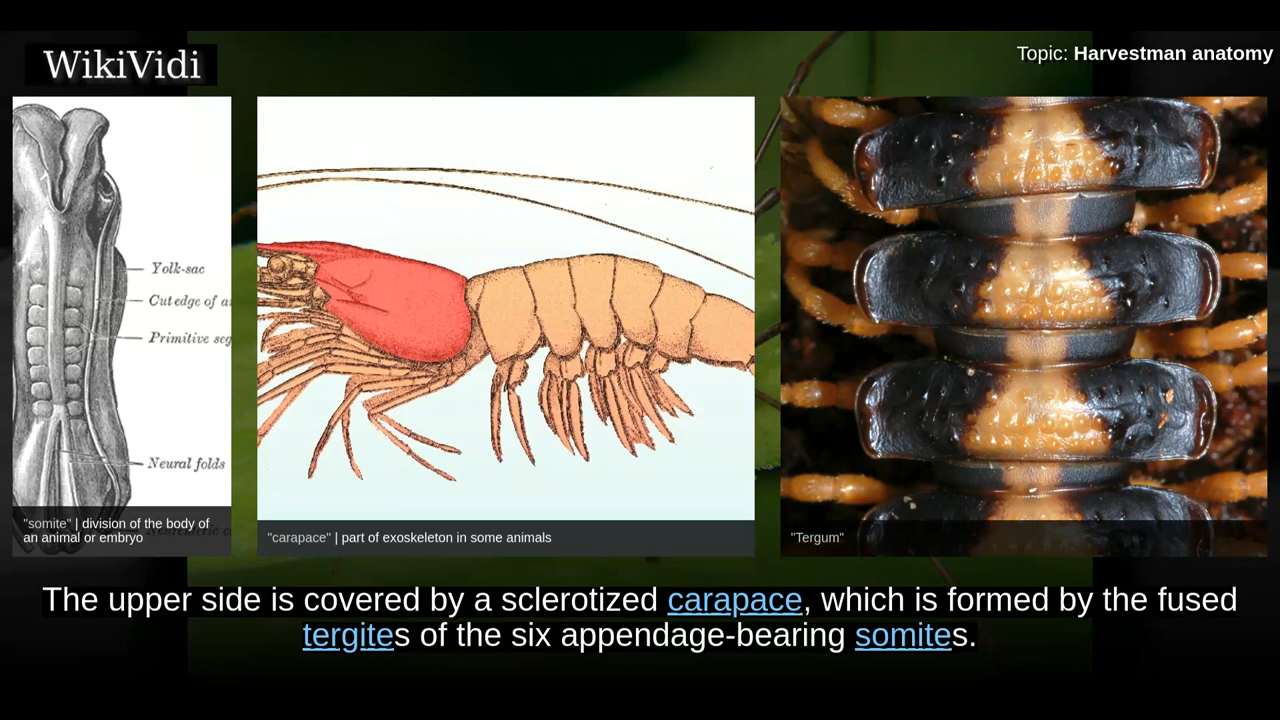 WikiVidi
Topic: Harvestman anatomy
Yolk-sac
Cut edge of
Primitive
Neural folds
"somite" | division of the body of
an animal or embryo
"carapace" | part of exoskeleton in some animals
"Tergum"
The upper side is covered by a sclerotized carapace, which is formed by the fused
tergites of the six appendage-bearing somites.